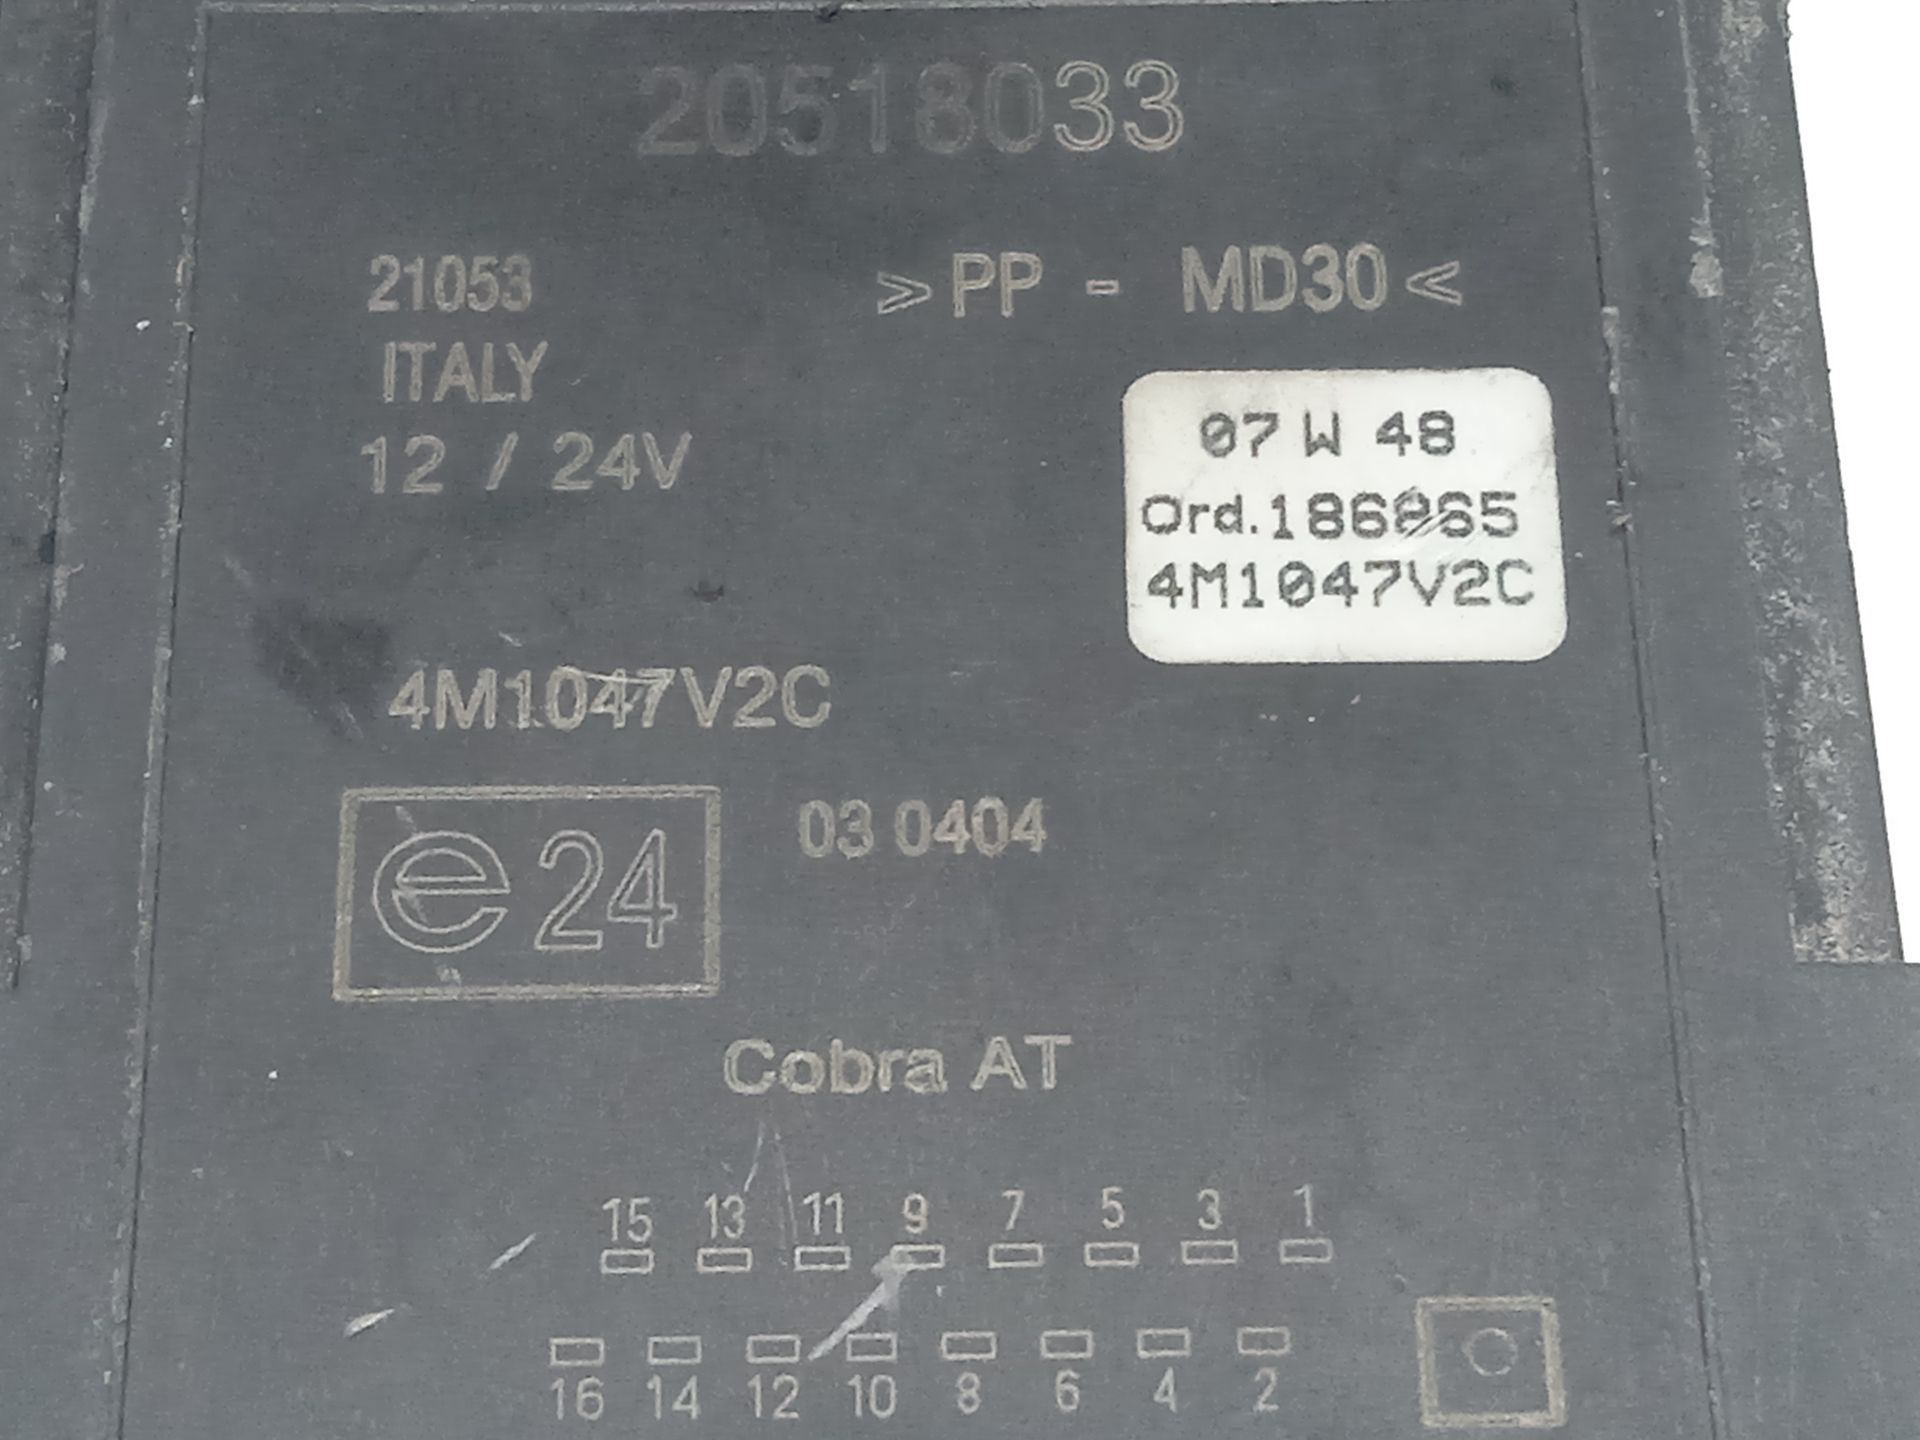 20518033
21053
>PP - MD30<
ITALY
12 / 24V
07 W 48
Ord.
4M1047V2C
4M1047V2C
e24
03 0404
Cobra AT
15 13 11 9 7 5 3 1
16 14 12 10 8 6 4 2